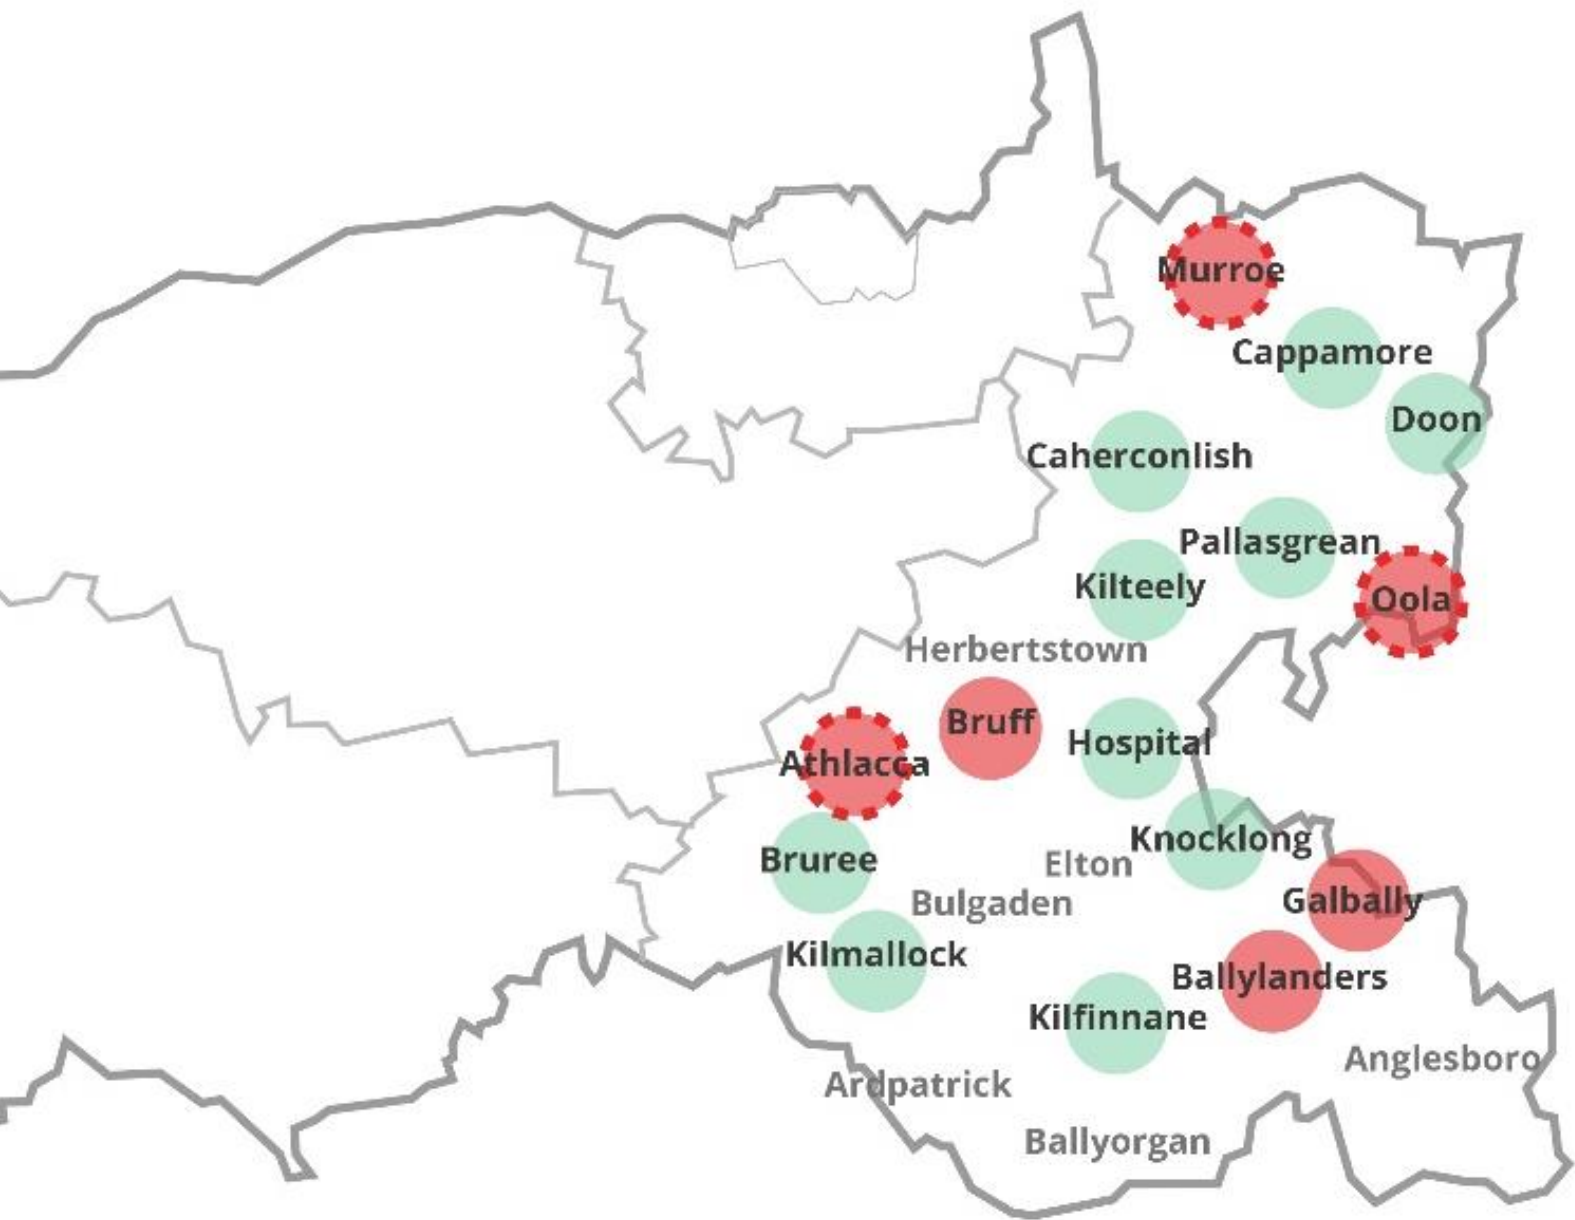 Murroe
Cappamore
Doon
Caherconlish
Pallasgrean
Kilteely
Oola
Herbertstown
Bruff
Hospital
Athlacca
Knocklong
Bruree
Elton
Galbally
Bulgaden
Kilmallock
Ballylanders
Kilfinnane
Anglesboro
Ardpatrick
Ballyorgan